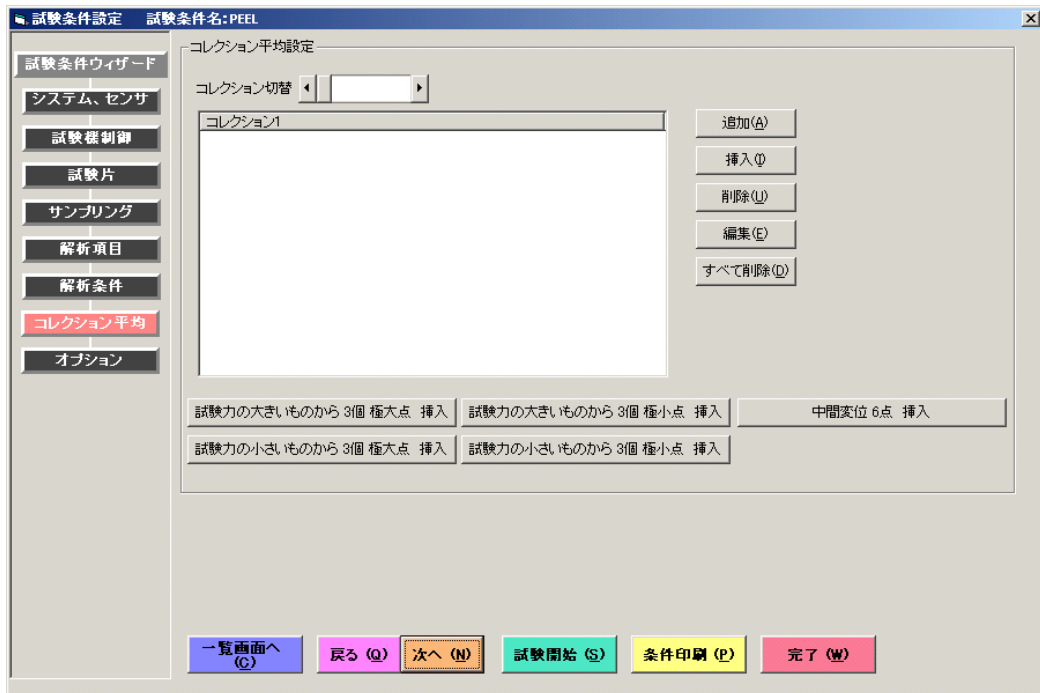 試験条件設定　試験条件名:PEEL
試験条件ウィザード
システム、センサ
試験機制御
試験片
サンプリング
解析項目
解析条件
コレクション平均
オプション
コレクション平均設定
コレクション切替
コレクション1
追加(A)
挿入(I)
削除(U)
編集(E)
すべて削除(D)
試験力の大きいものから 3個 極大点 挿入
試験力の大きいものから 3個 極小点 挿入
中間変位 6点 挿入
試験力の小さいものから 3個 極大点 挿入
試験力の小さいものから 3個 極小点 挿入
一覧画面へ
(C)
戻る (Q)
次へ (N)
試験開始 (S)
条件印刷 (P)
完了 (W)